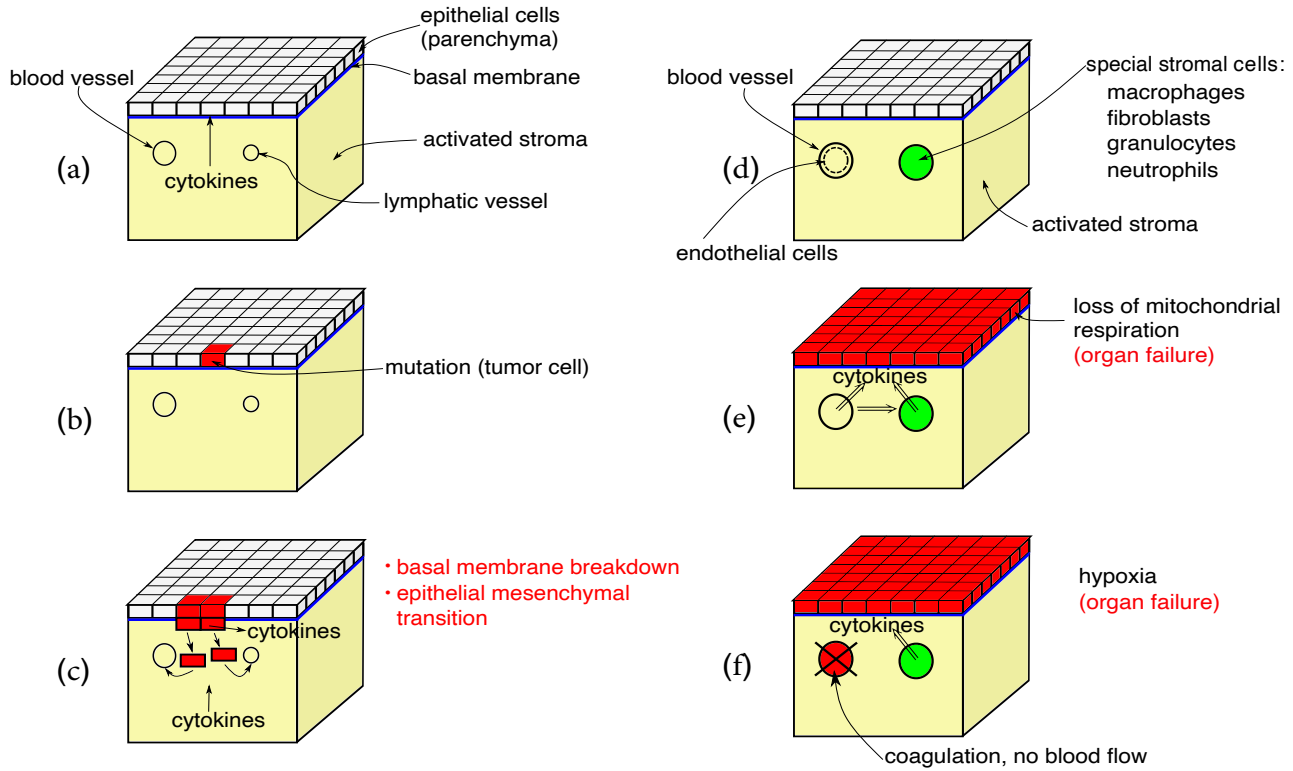 epithelial cells
(parenchyma)
blood vessel
basal membrane
activated stroma
(a)
cytokines
lymphatic vessel
mutation (tumor cell)
(b)
• basal membrane breakdown
• epithelial mesenchymal
transition
cytokines
(c)
cytokines
blood vessel
special stromal cells:
macrophages
fibroblasts
granulocytes
neutrophils
(d)
activated stroma
endothelial cells
loss of mitochondrial
respiration
(organ failure)
cytokines
(e)
hypoxia
(organ failure)
cytokines
(f)
coagulation, no blood flow